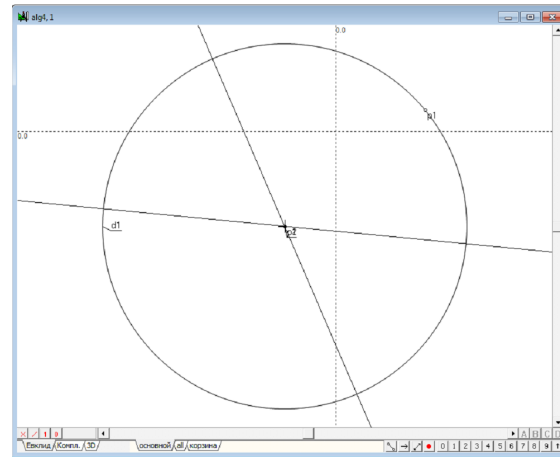 alg4, 1
0.0
p1
0.0
d1
p2
A B C D
Евклид Компл. 3D основной all корзина 0 1 2 3 4 5 6 7 8 9